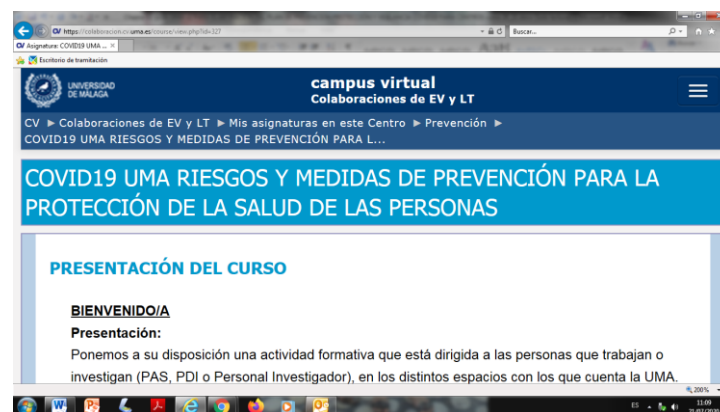 https://colaboracion.cv.uma.es/course/view.php?id=327
Buscar...
Asignatura: COVID19 UMA ...
Escritorio de tramitación
UNIVERSIDAD
DE MÁLAGA
campus virtual
Colaboraciones de EV y LT
CV ► Colaboraciones de EV y LT ► Mis asignaturas en este Centro ► Prevención ►
COVID19 UMA RIESGOS Y MEDIDAS DE PREVENCIÓN PARA L...
COVID19 UMA RIESGOS Y MEDIDAS DE PREVENCIÓN PARA LA
PROTECCIÓN DE LA SALUD DE LAS PERSONAS
PRESENTACIÓN DEL CURSO
BIENVENIDO/A
Presentación:
Ponemos a su disposición una actividad formativa que está dirigida a las personas que trabajan o
investigan (PAS, PDI o Personal Investigador), en los distintos espacios con los que cuenta la UMA.
200%
ES
11:09